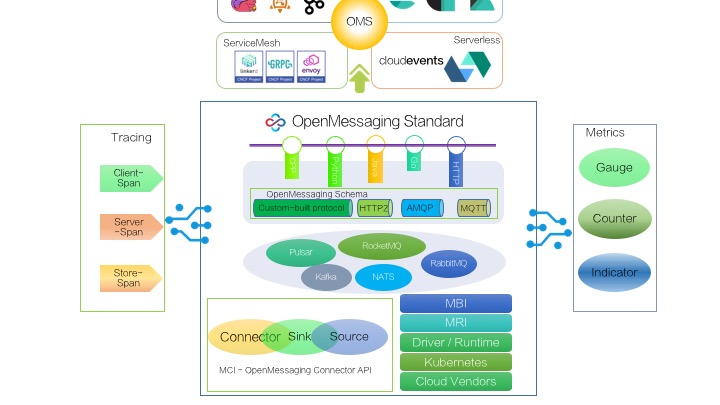 OMS
ServiceMesh
Serverless
linkerd
GRPC
envoy
CNCF Project
CNCF Project
CNCF Project
cloudevents
OpenMessaging Standard
Tracing
Client-
Span
Server
-Span
Store-
Span
Metrics
Gauge
Counter
Indicator
CPP
Python
Java
Go
HTTP
OpenMessaging Schema
Custom-built protocol
HTTP2
AMQP
MQTT
Pulsar
RocketMQ
RabbitMQ
Kafka
NATS
Connector
Sink
Source
MCI - OpenMessaging Connector API
MBI
MRI
Driver / Runtime
Kubernetes
Cloud Vendors